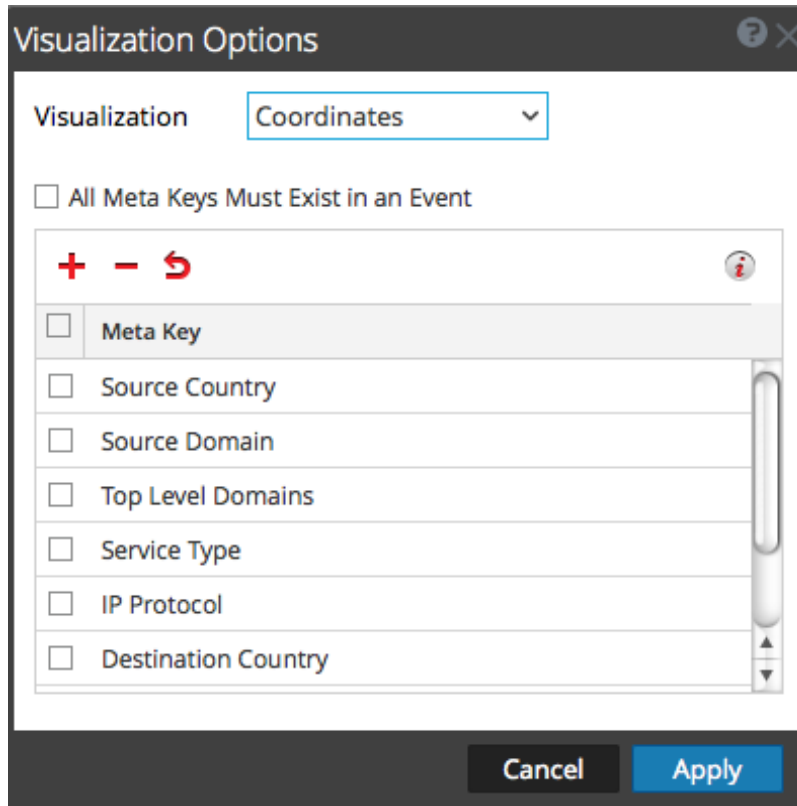 Visualization Options
Visualization Coordinates
All Meta Keys Must Exist in an Event
Meta Key
Source Country
Source Domain
Top Level Domains
Service Type
IP Protocol
Destination Country
Cancel Apply